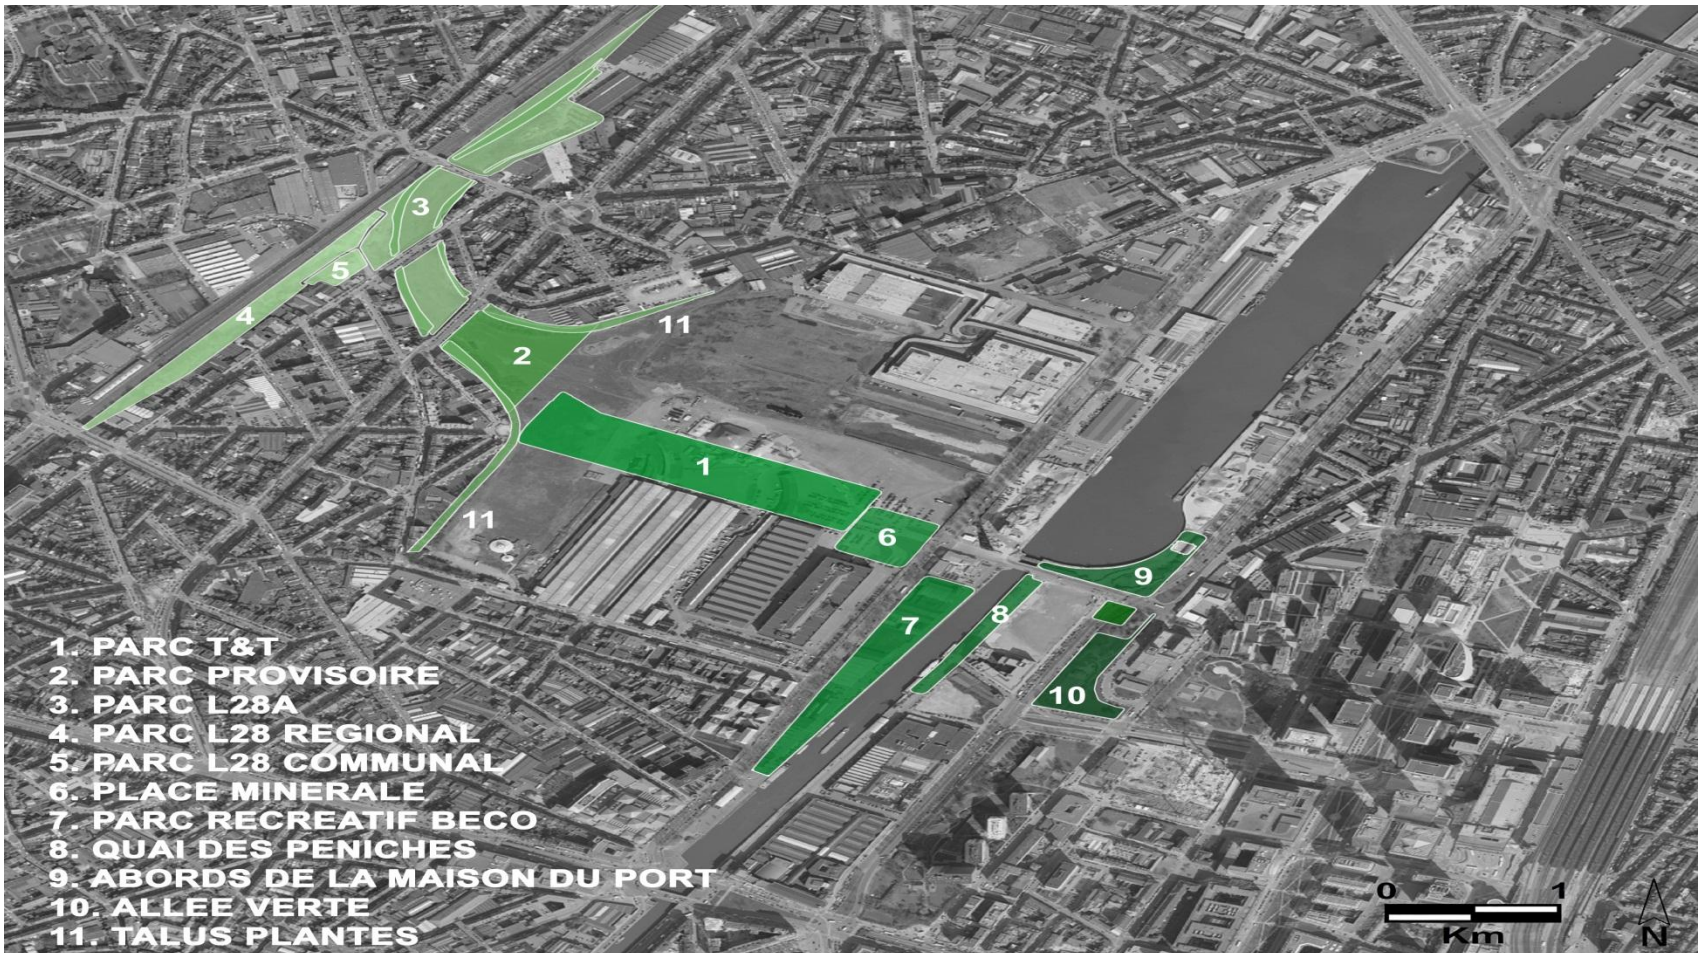 3
5
4
11
2
1
11
6
9
8
7
10
1. PARC T&T
2. PARC PROVISOIRE
3. PARC L28A
4. PARC L28 REGIONAL
5. PARC L28 COMMUNAL
6. PLACE MINERALE
7. PARC RECREATIF BECO
8. QUAI DES PENICHES
9. ABORDS DE LA MAISON DU PORT
10. ALLEE VERTE
11. TALUS PLANTES
0 1
Km
N